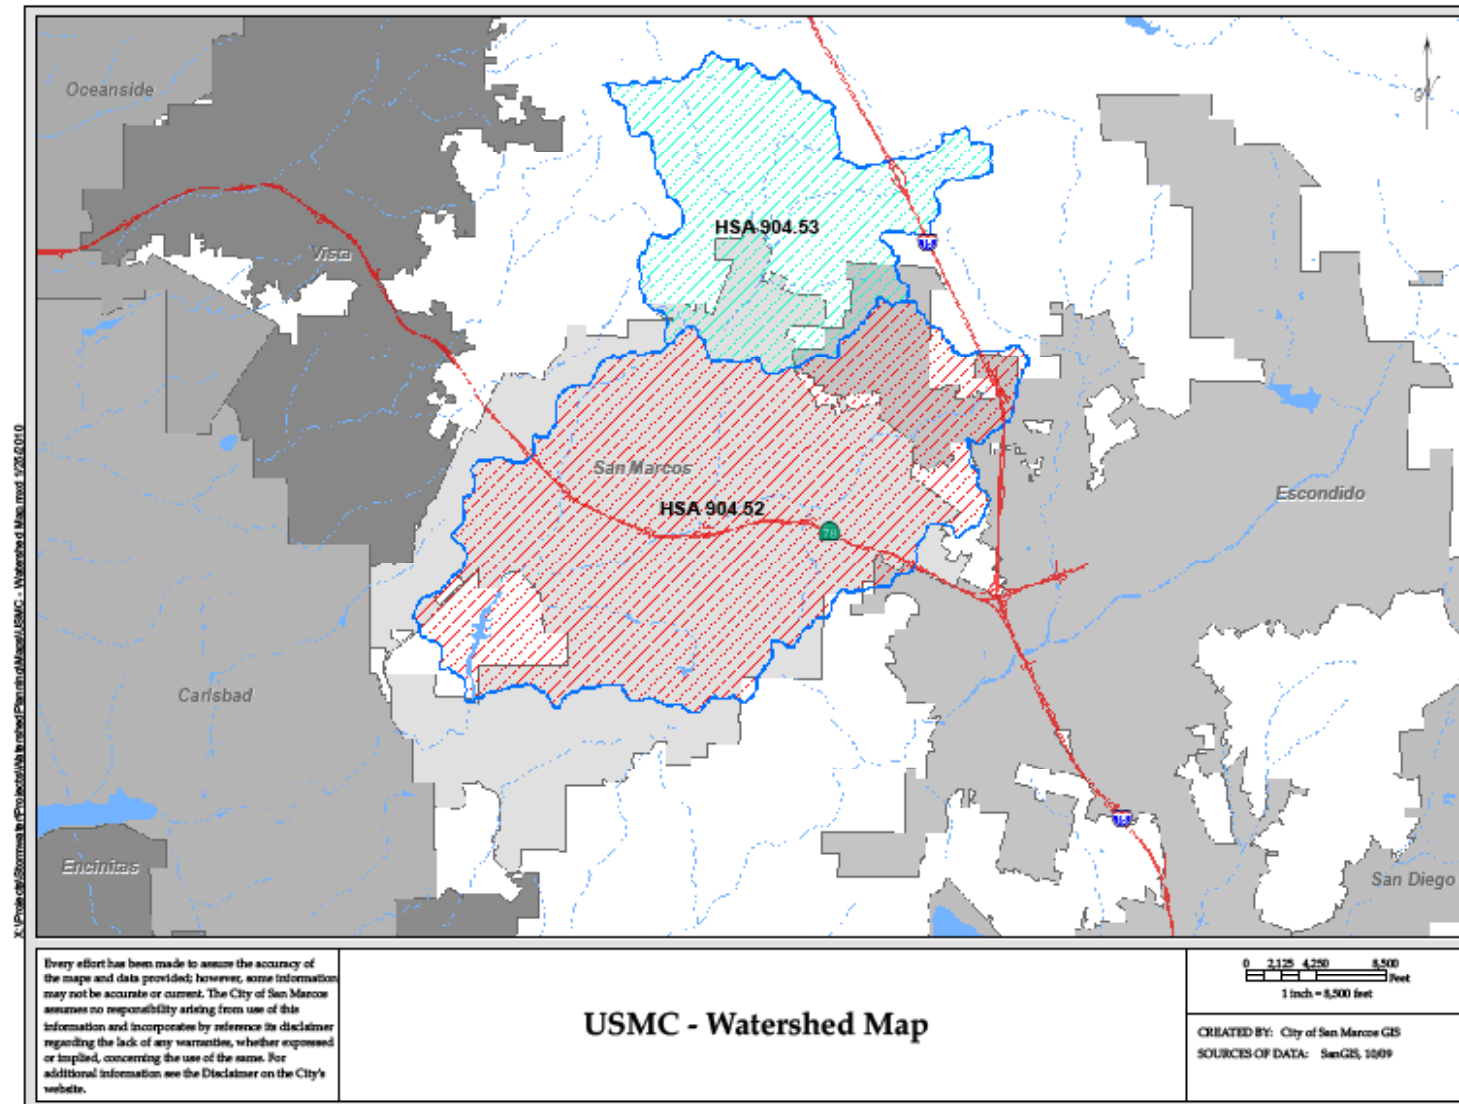 Oceanside
Vista
HSA 904.53
San Marcos
HSA 904.52
78
Escondido
Carlsbad
Encinitas
San Diego
Every effort has been made to assure the accuracy of
the maps and data provided; however, some information
may not be accurate or current. The City of San Marcos
assumes no responsibility arising from use of this
information and incorporates by reference its disclaimer
regarding the lack of any warranties, whether expressed
or implied, concerning the use of the same. For
additional information see the Disclaimer on the City's
website.
USMC - Watershed Map
0 2,125 4,250 8,500
Feet
1 inch = 8,500 feet
CREATED BY: City of San Marcos GIS
SOURCES OF DATA: SanGIS, 10/09